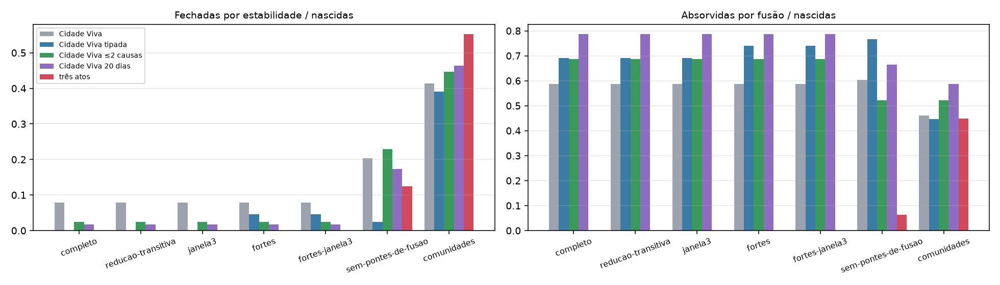 Fechadas por estabilidade / nascidas
Cidade Viva
Cidade Viva tipada
Cidade Viva ≤2 causas
Cidade Viva 20 dias
três atos
0.5
0.4
0.3
0.2
0.1
0.0
completo
reducao-transitiva
janela3
fortes
fortes-janela3
sem-pontes-de-fusao
comunidades
Absorvidas por fusão / nascidas
0.8
0.7
0.6
0.5
0.4
0.3
0.2
0.1
0.0
completo
reducao-transitiva
janela3
fortes
fortes-janela3
sem-pontes-de-fusao
comunidades